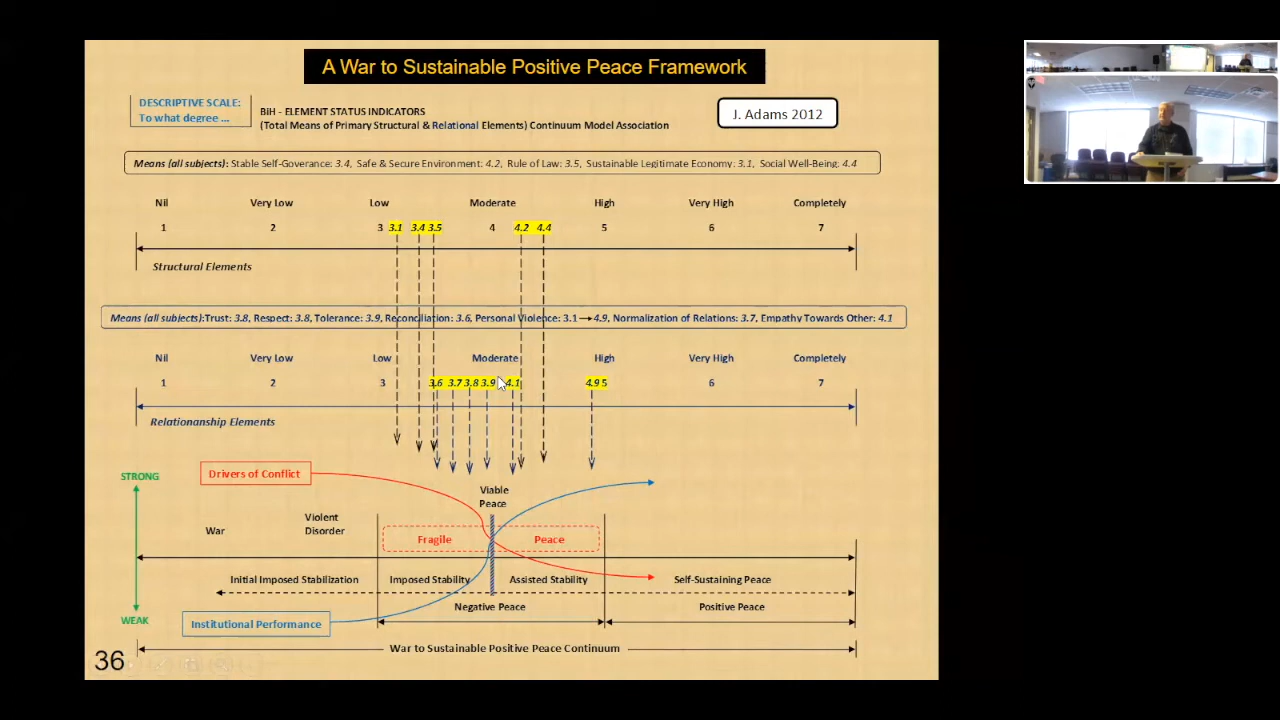 A War to Sustainable Positive Peace Framework
DESCRIPTIVE SCALE:
To what degree ...
BiH - ELEMENT STATUS INDICATORS
(Total Means of Primary Structural & Relational Elements) Continuum Model Association
J. Adams 2012
Means (all subjects): Stable Self-Goverance: 3.4, Safe & Secure Environment: 4.2, Rule of Law: 3.5, Sustainable Legitimate Economy: 3.1, Social Well-Being: 4.4
Nil Very Low Low Moderate High Very High Completely
1 2 3 3.1 3.4 3.5 4 4.2 4.4 5 6 7
Structural Elements
Means (all subjects):Trust: 3.8, Respect: 3.8, Tolerance: 3.9, Reconciliation: 3.6, Personal Violence: 3.1→4.9, Normalization of Relations: 3.7, Empathy Towards Other: 4.1
Nil Very Low Low Moderate High Very High Completely
1 2 3 3.6 3.7 3.8 3.9 4.1 4.9 5 6 7
Relationanship Elements
STRONG
Drivers of Conflict
Viable
Peace
War
Violent
Disorder
Fragile Peace
Initial Imposed Stabilization Imposed Stability Assisted Stability Self-Sustaining Peace
Negative Peace Positive Peace
WEAK
Institutional Performance
War to Sustainable Positive Peace Continuum
36